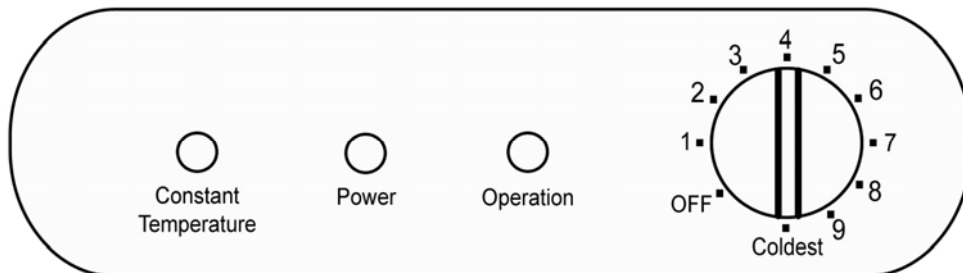 Constant
Temperature
Power
Operation
OFF
1
2
3
4
5
6
7
8
9
Coldest